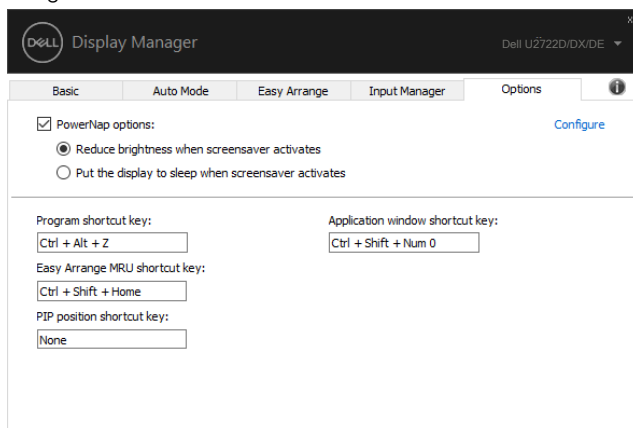 DELL Display Manager
Dell U2722D/DX/DE
Basic Auto Mode Easy Arrange Input Manager Options
PowerNap options: Configure
Reduce brightness when screensaver activates
Put the display to sleep when screensaver activates
Program shortcut key: Application window shortcut key:
Ctrl + Alt + Z Ctrl + Shift + Num 0
Easy Arrange MRU shortcut key:
Ctrl + Shift + Home
PIP position shortcut key:
None